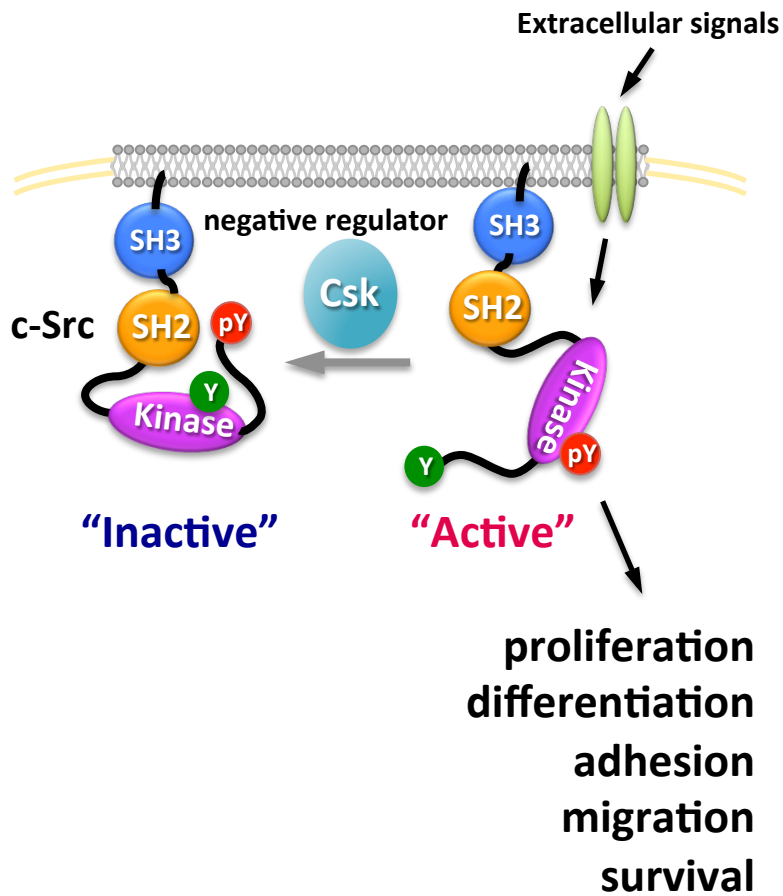 Extracellular signals
negative regulator
SH3
SH3
Csk
c-Src
SH2
pY
SH2
Y
Kinase
Kinase
pY
Y
“Inactive”
“Active”
proliferation
differentiation
adhesion
migration
survival